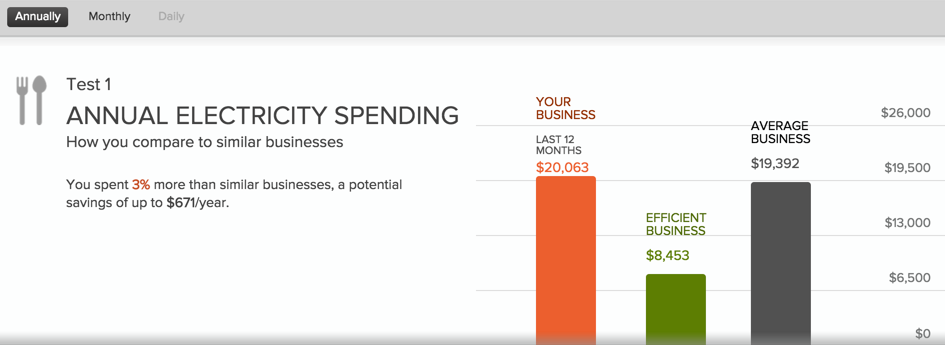 Annually Monthly Daily
Test 1
ANNUAL ELECTRICITY SPENDING
How you compare to similar businesses
You spent 3% more than similar businesses, a potential
savings of up to $671/year.
YOUR
BUSINESS
LAST 12
MONTHS
$20,063
EFFICIENT
BUSINESS
$8,453
AVERAGE
BUSINESS
$19,392
$26,000
$19,500
$13,000
$6,500
$0